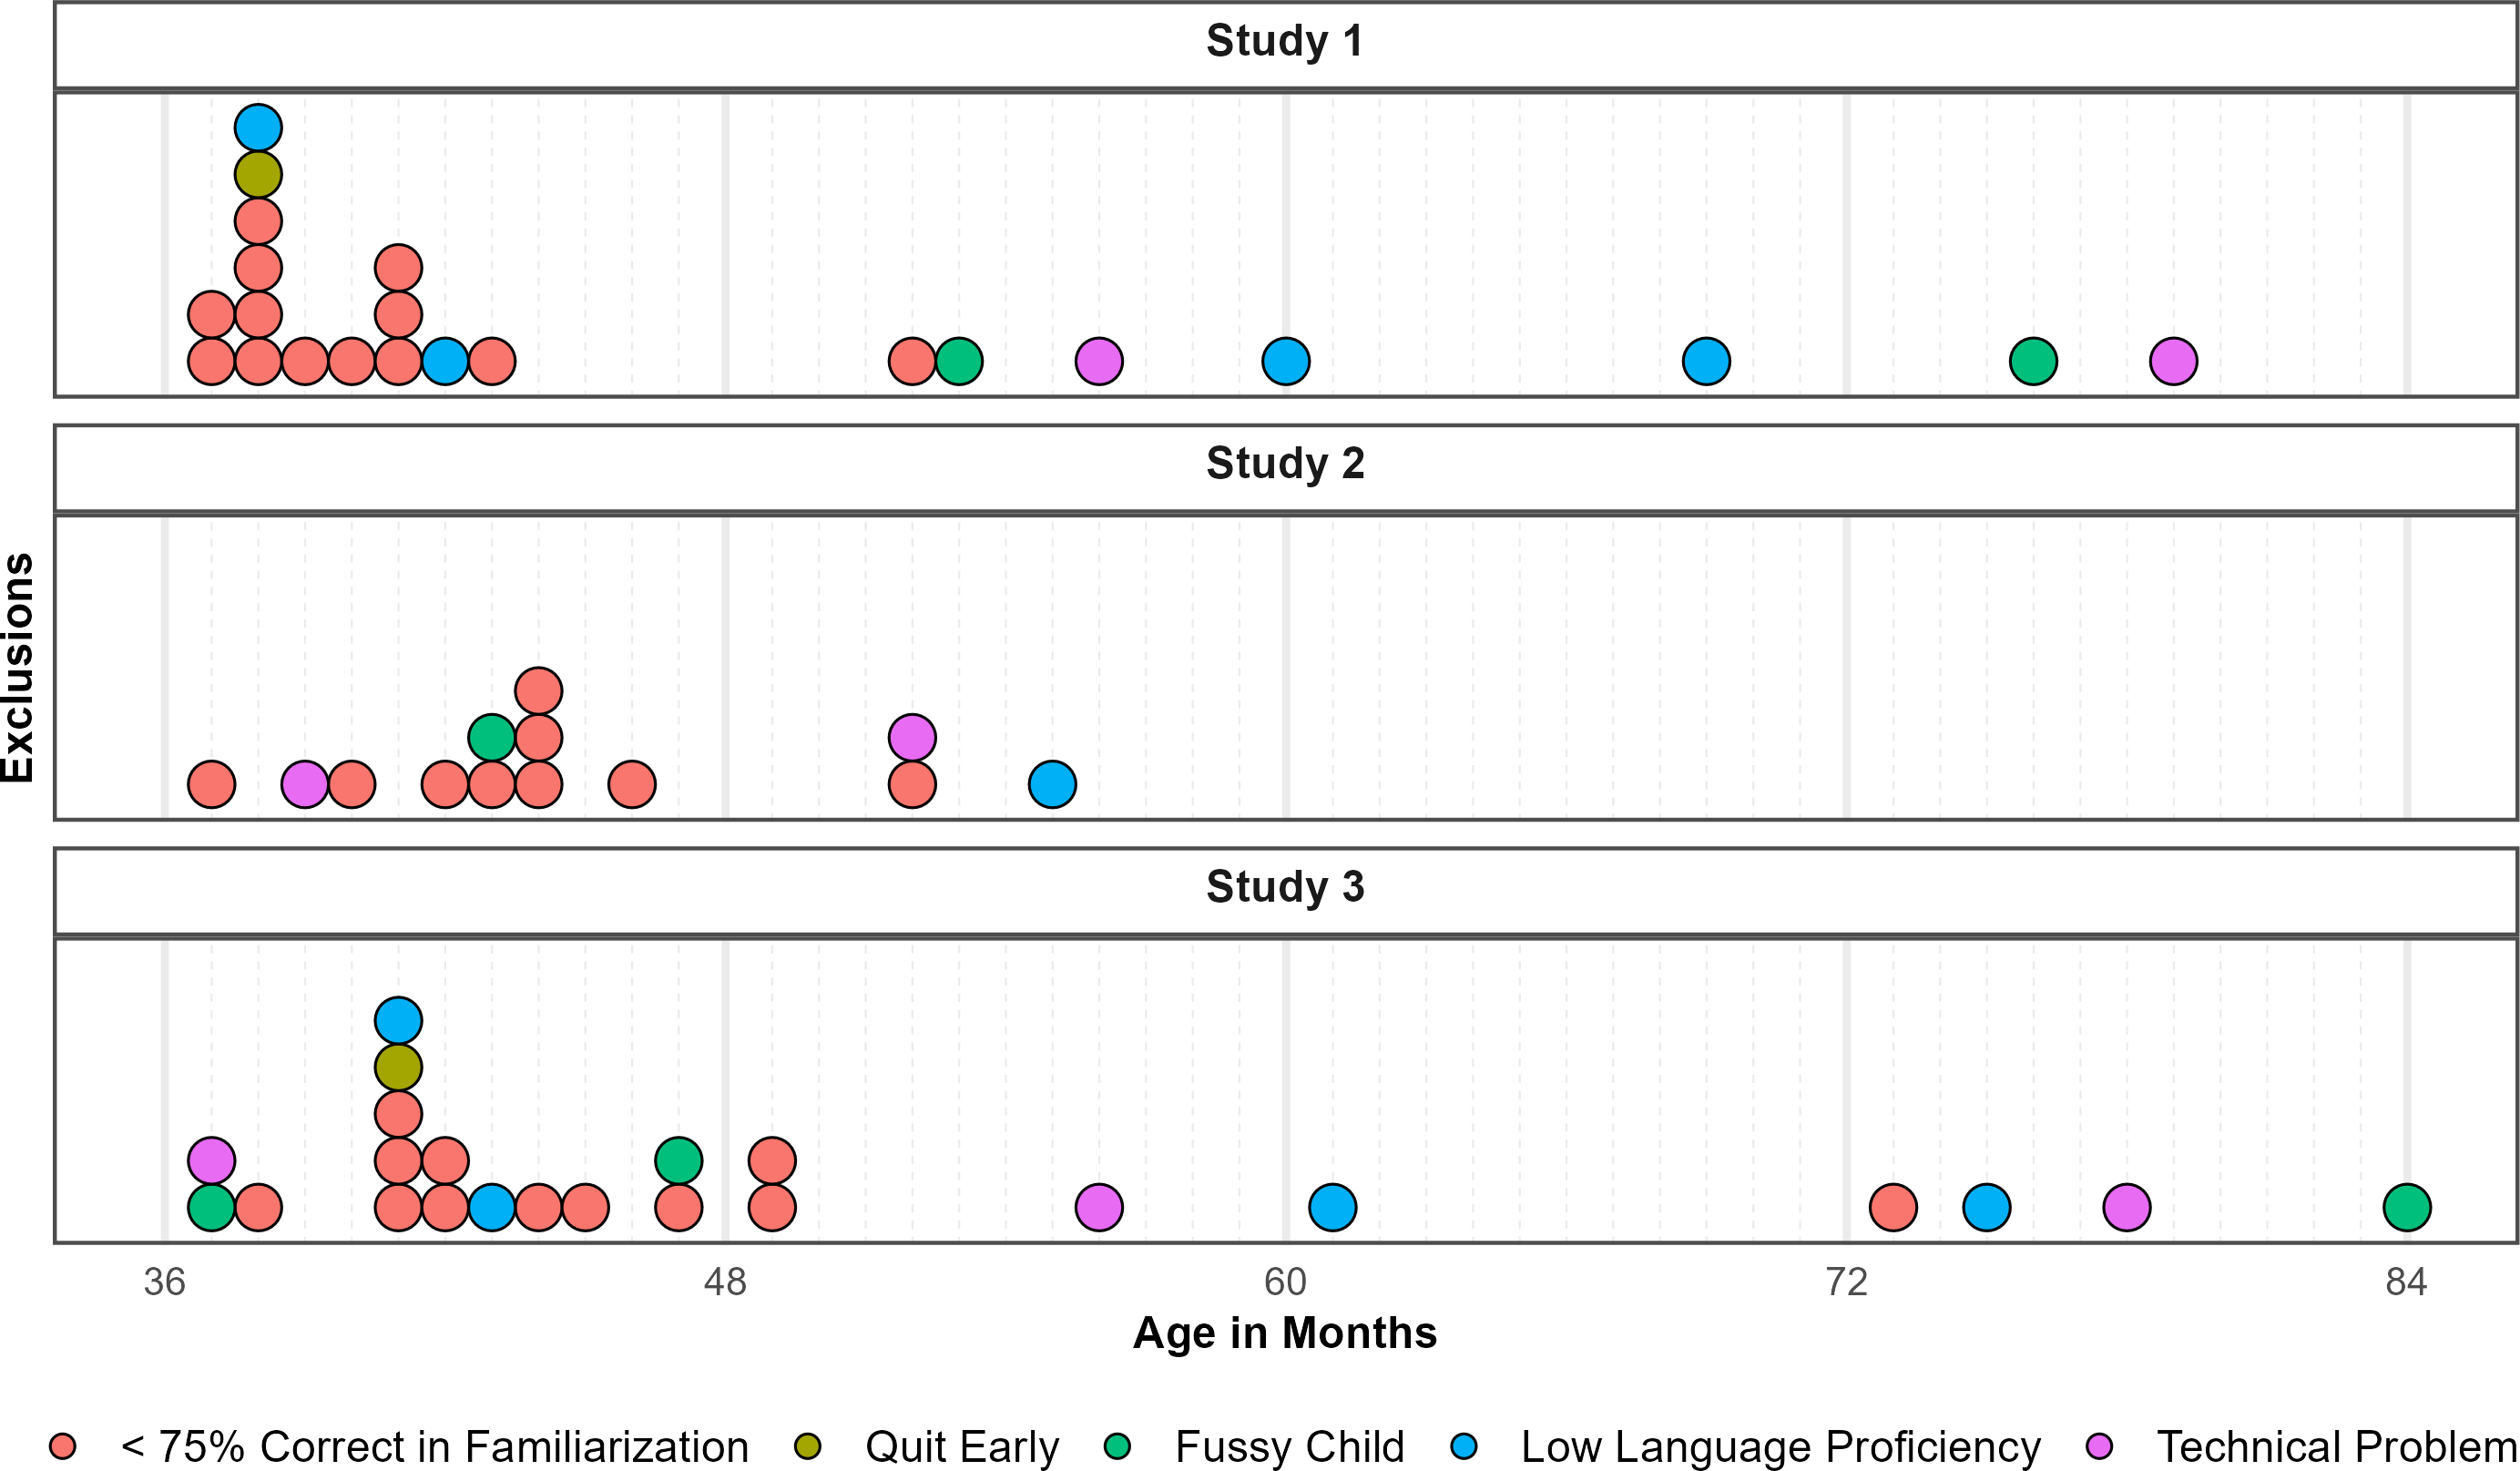 Study 1
Study 2
Exclusions
Study 3
36 48 60 72 84
Age in Months
< 75% Correct in Familiarization Quit Early Fussy Child Low Language Proficiency Technical Problem